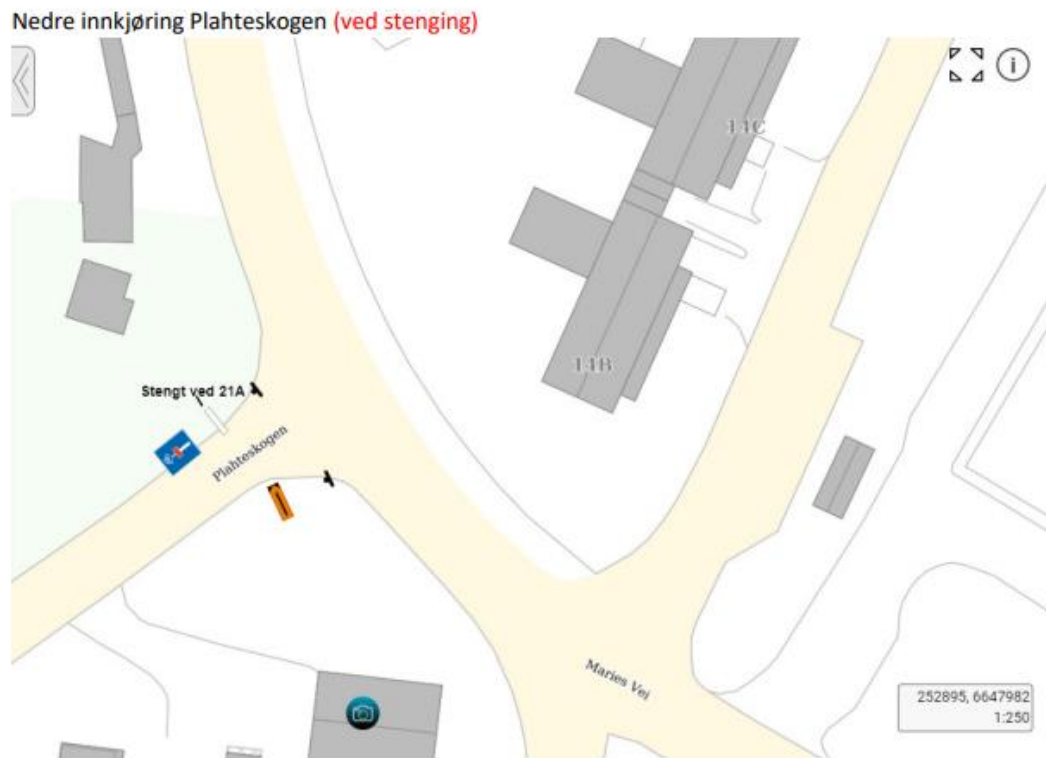 Nedre innkjøring Plahteskogen (ved stenging)
14C
14B
Stengt ved 21A
Plahteskogen
Maries Vei
252895, 6647982
1:250